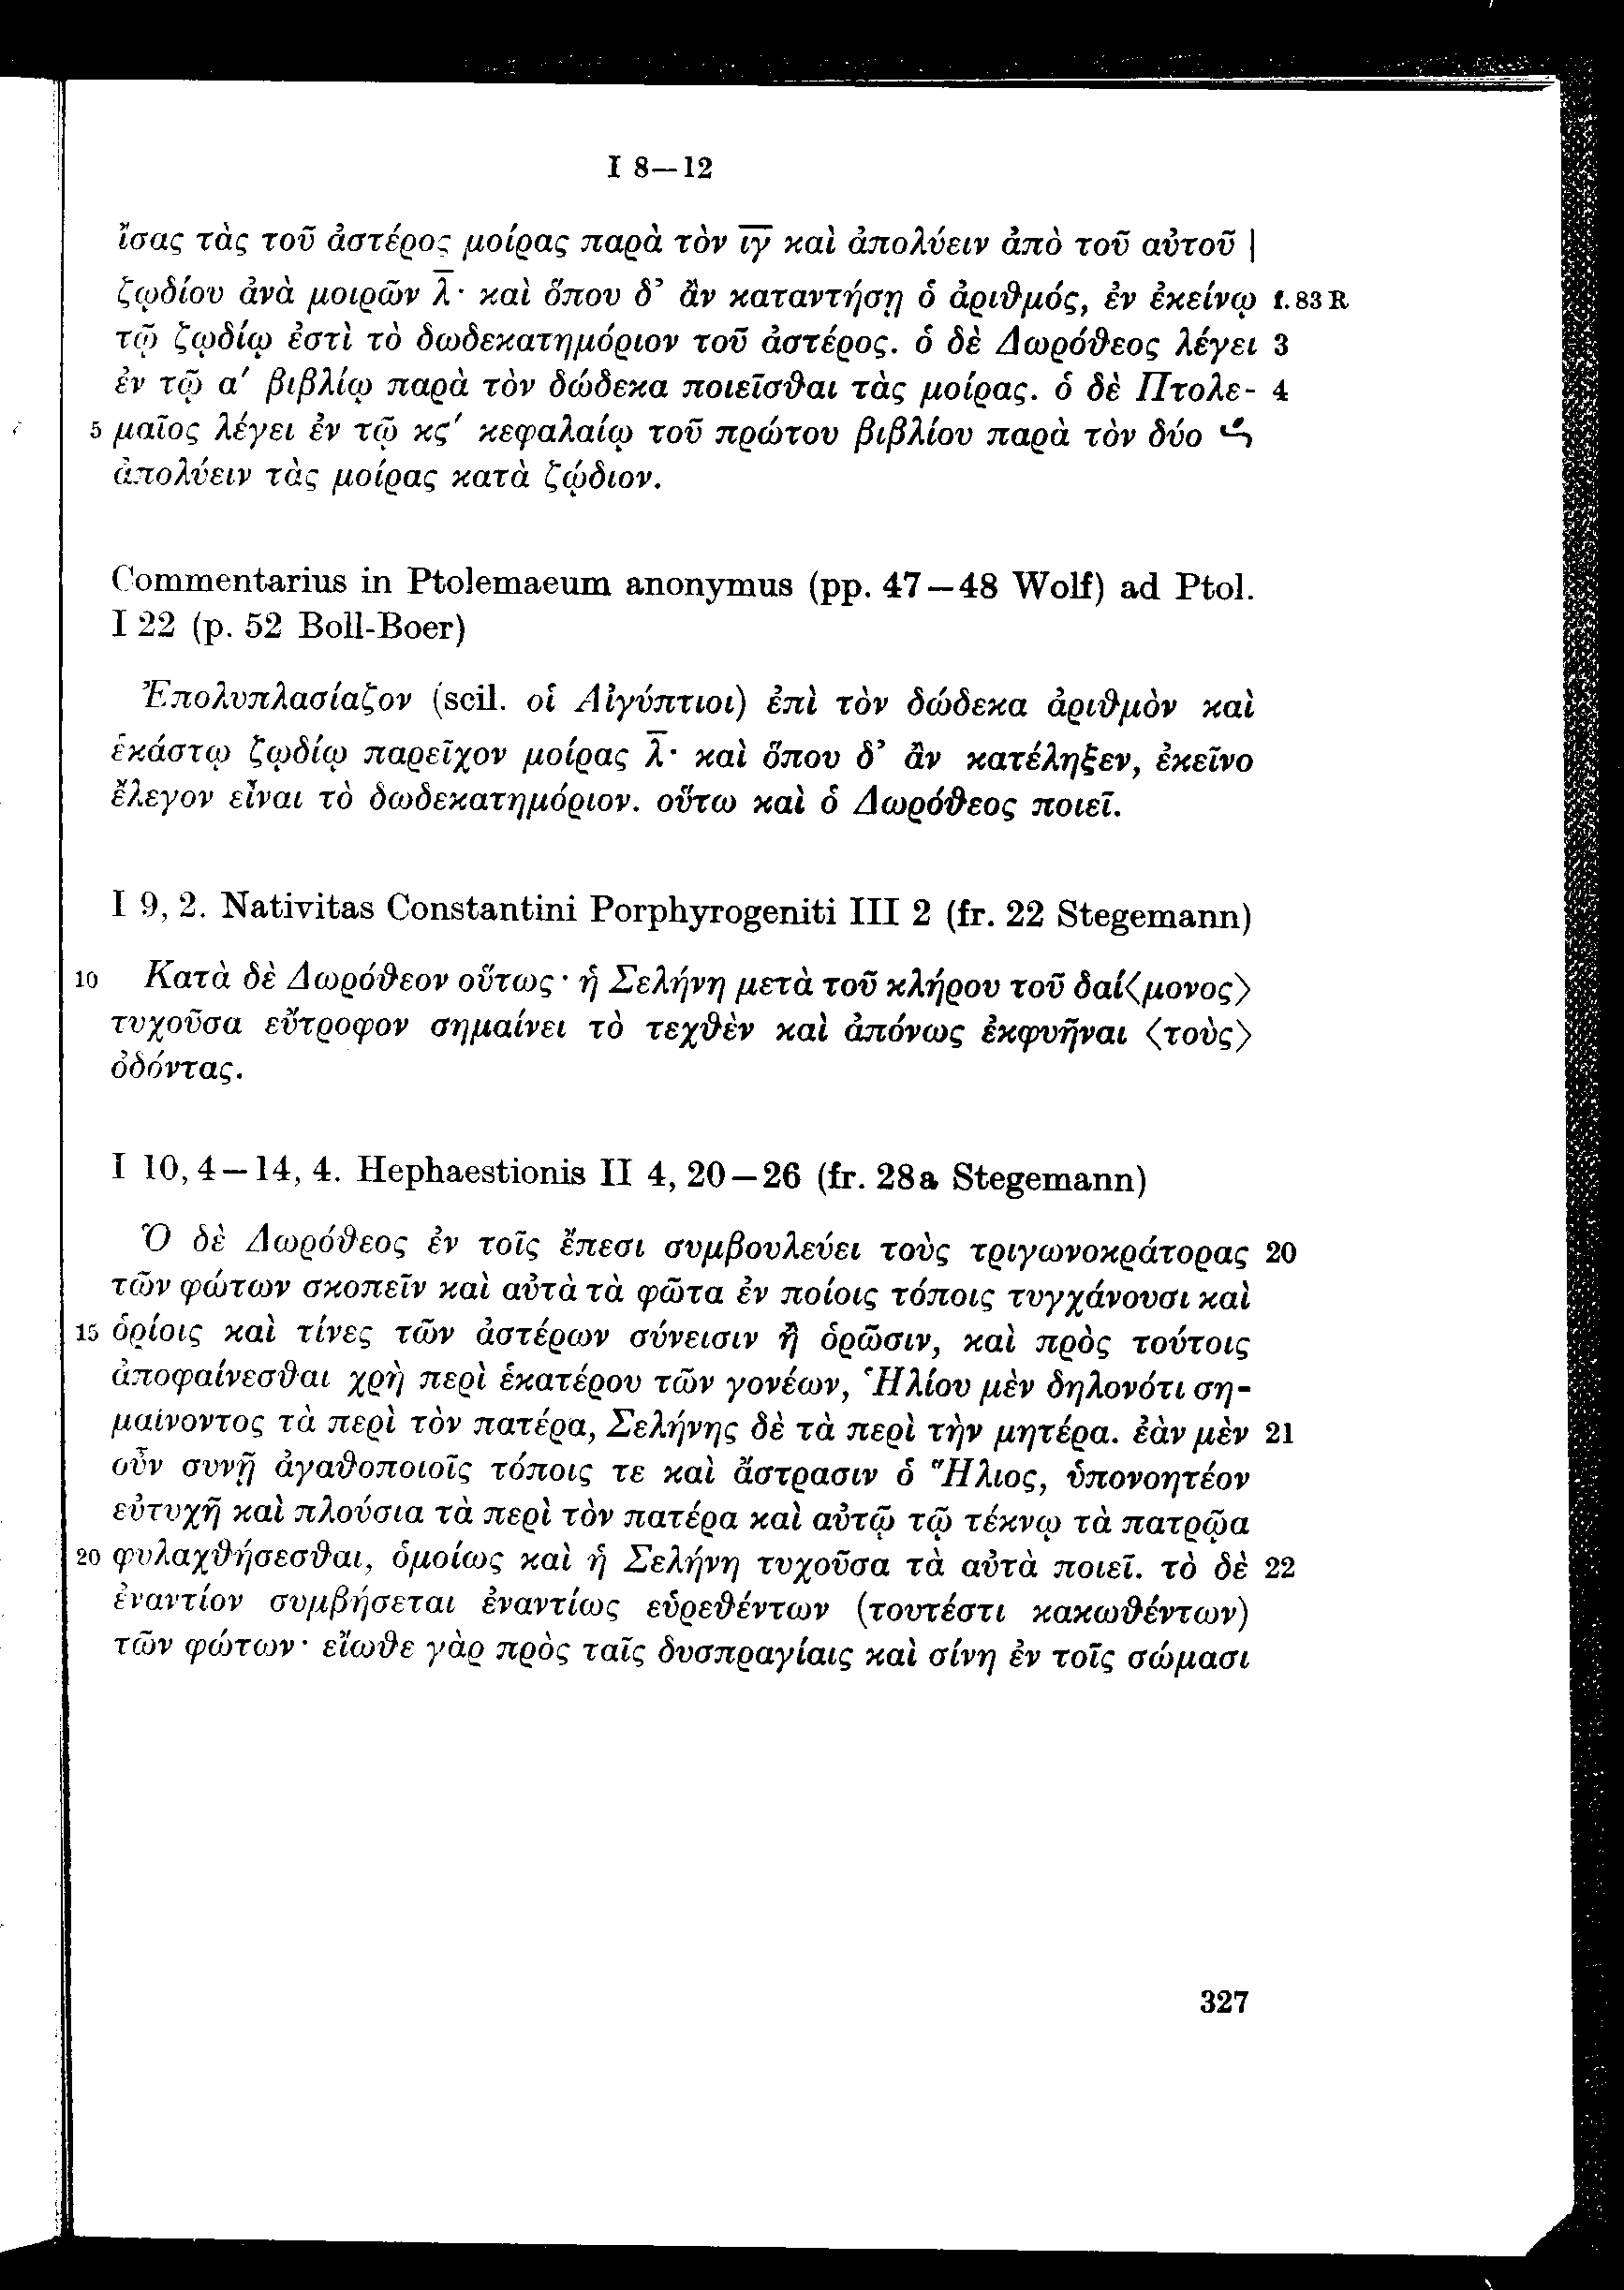 I 8—12
ἴσας τὰς τοῦ ἀστέρος μοίρας παρὰ τὸν ι̅γ̅ καὶ ἀπολύειν ἀπὸ τοῦ αὐτοῦ |
ζῳδίου ἀνὰ μοιρῶν λ̅· καὶ ὅπου δ’ ἂν καταντήσῃ ὁ ἀριθμός, ἐν ἐκείνῳ f. 83 R
τῷ ζῳδίῳ ἐστὶ τὸ δωδεκατημόριον τοῦ ἀστέρος. ὁ δὲ Δωρόθεος λέγει 3
ἐν τῷ α′ βιβλίῳ παρὰ τὸν δώδεκα ποιεῖσθαι τὰς μοίρας. ὁ δὲ Πτολε- 4
5 μαῖος λέγει ἐν τῷ κϛ′ κεφαλαίῳ τοῦ πρώτου βιβλίου παρὰ τὸν δύο
ἀπολύειν τὰς μοίρας κατὰ ζῴδιον.
Commentarius in Ptolemaeum anonymus (pp. 47—48 Wolf) ad Ptol.
I 22 (p. 52 Boll-Boer)
Ἐπολυπλασίαζον (scil. οἱ Αἰγύπτιοι) ἐπὶ τὸν δώδεκα ἀριθμὸν καὶ
ἑκάστῳ ζῳδίῳ παρεῖχον μοίρας λ̅· καὶ ὅπου δ’ ἂν κατέληξεν, ἐκεῖνο
ἔλεγον εἶναι τὸ δωδεκατημόριον. οὕτω καὶ ὁ Δωρόθεος ποιεῖ.
I 9, 2. Nativitas Constantini Porphyrogeniti III 2 (fr. 22 Stegemann)
10 Κατὰ δὲ Δωρόθεον οὕτως· ἡ Σελήνη μετὰ τοῦ κλήρου τοῦ δαί⟨μονος⟩
τυχοῦσα εὔτροφον σημαίνει τὸ τεχθὲν καὶ ἀπόνως ἐκφυῆναι ⟨τοὺς⟩
ὀδόντας.
I 10, 4—14, 4. Hephaestionis II 4, 20—26 (fr. 28a Stegemann)
Ὁ δὲ Δωρόθεος ἐν τοῖς ἔπεσι συμβουλεύει τοὺς τριγωνοκράτορας 20
τῶν φώτων σκοπεῖν καὶ αὐτὰ τὰ φῶτα ἐν ποίοις τόποις τυγχάνουσι καὶ
15 ὁρίοις καὶ τίνες τῶν ἀστέρων σύνεισιν ἢ ὁρῶσιν, καὶ πρὸς τούτοις
ἀποφαίνεσθαι χρὴ περὶ ἑκατέρου τῶν γονέων, Ἡλίου μὲν δηλονότι ση-
μαίνοντος τὰ περὶ τὸν πατέρα, Σελήνης δὲ τὰ περὶ τὴν μητέρα. ἐὰν μὲν 21
οὖν συνῇ ἀγαθοποιοῖς τόποις τε καὶ ἄστρασιν ὁ Ἥλιος, ὑπονοητέον
εὐτυχῆ καὶ πλούσια τὰ περὶ τὸν πατέρα καὶ αὐτῷ τῷ τέκνῳ τὰ πατρῷα
20 φυλαχθήσεσθαι, ὁμοίως καὶ ἡ Σελήνη τυχοῦσα τὰ αὐτὰ ποιεῖ. τὸ δὲ 22
ἐναντίον συμβήσεται ἐναντίως εὑρεθέντων (τουτέστι κακωθέντων)
τῶν φώτων· εἴωθε γὰρ πρὸς ταῖς δυσπραγίαις καὶ σίνη ἐν τοῖς σώμασι
327